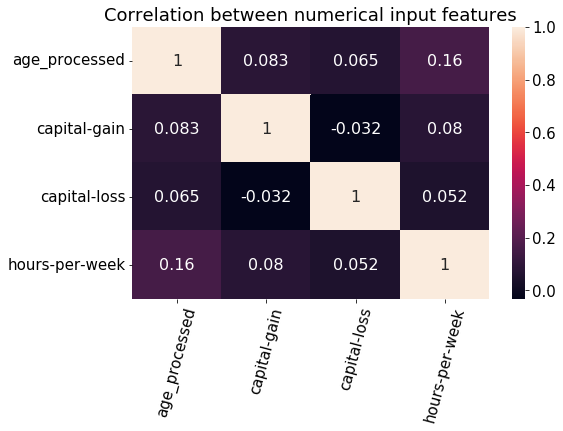 Correlation between numerical input features
age_processed 1 0.083 0.065 0.16
capital-gain 0.083 1 -0.032 0.08
capital-loss 0.065 -0.032 1 0.052
hours-per-week 0.16 0.08 0.052 1
age_processed capital-gain capital-loss hours-per-week
1.0
0.8
0.6
0.4
0.2
0.0